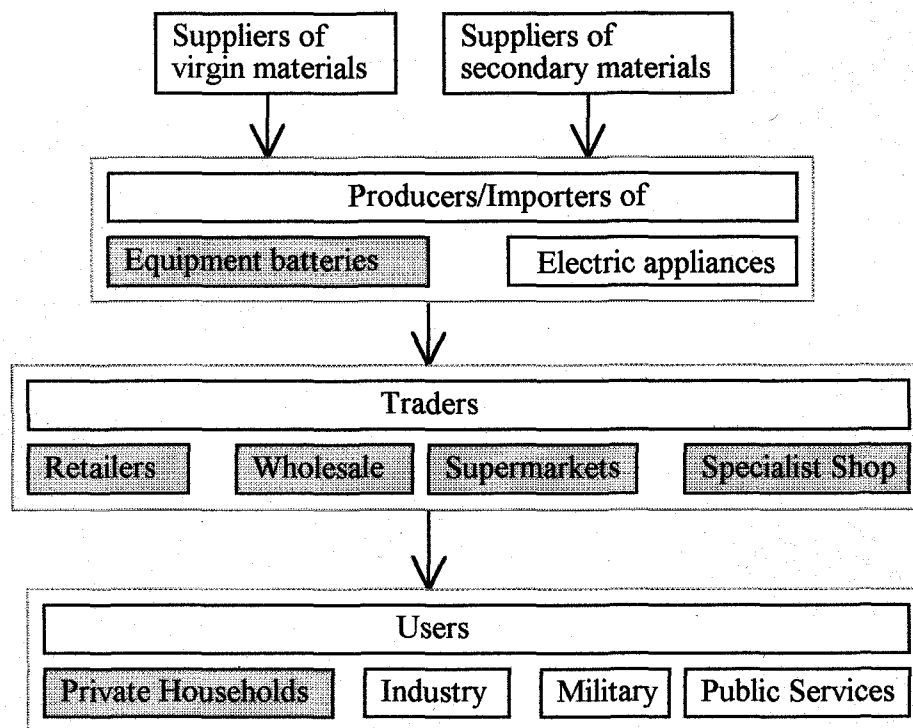 Suppliers of
virgin materials
Suppliers of
secondary materials
Producers/Importers of
Equipment batteries
Electric appliances
Traders
Retailers
Wholesale
Supermarkets
Specialist Shop
Users
Private Households
Industry
Military
Public Services